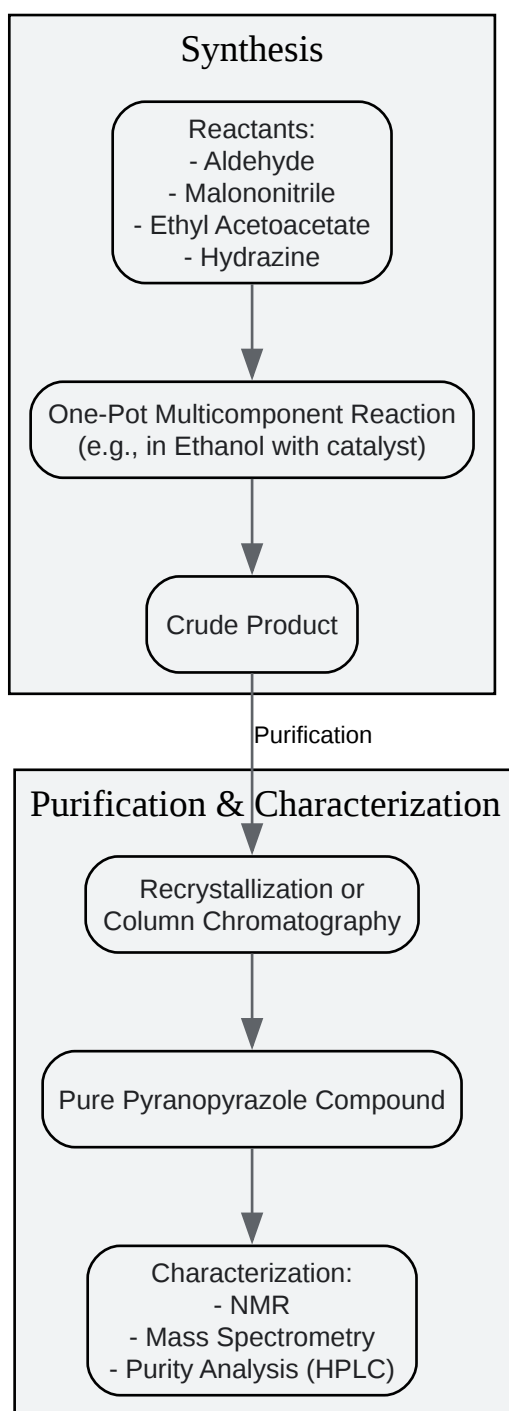 Synthesis
Reactants:
- Aldehyde
- Malononitrile
- Ethyl Acetoacetate
- Hydrazine
One-Pot Multicomponent Reaction
(e.g., in Ethanol with catalyst)
Crude Product
Purification
Purification & Characterization
Recrystallization or
Column Chromatography
Pure Pyranopyrazole Compound
Characterization:
- NMR
- Mass Spectrometry
- Purity Analysis (HPLC)